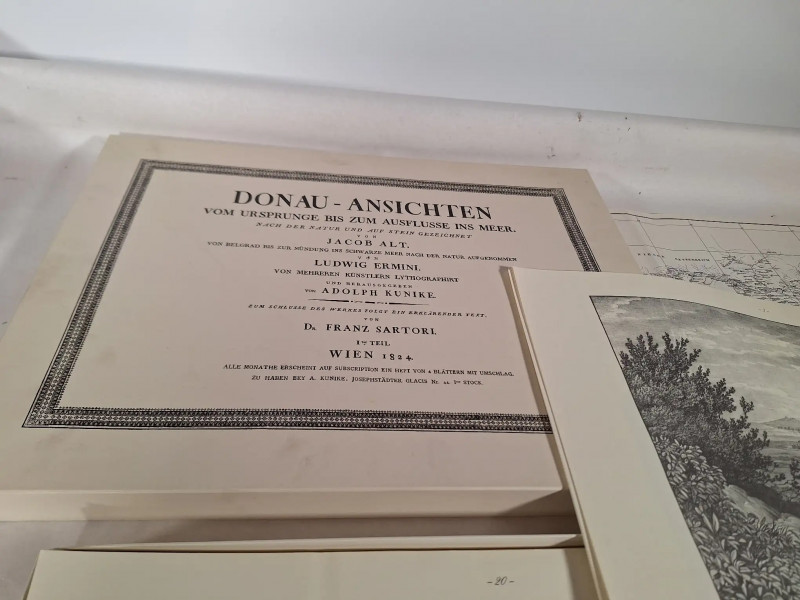 DONAU - ANSICHTEN
VOM URSPRUNGE BIS ZUM AUSFLUSSE INS MEER.
NACH DER NATUR UND AUF STEIN GEZEICHNET
VON
JACOB ALT.
VON BELGRAD BIS ZUR MÜNDUNG INS SCHWARZE MEER NACH DER NATUR AUFGENOMMEN
VON
LUDWIG ERMINI.
VON MEHREREN KÜNSTLERN LYTHOGRAPHIRT
UND HERAUSGEGEBEN
VON ADOLPH KUNIKE.
ZUM SCHLUSSE DES WERKES FOLGT EIN ERKLÄRENDER TEXT.
VON
DR. FRANZ SARTORI.
Iter TEIL
WIEN 1824.
ALLE MONATHE ERSCHEINT AUF SUBSCRIPTION EIN HEFT VON 4 BLÄTTERN MIT UMSCHLAG.
ZU HABEN BEY A. KUNIKE, JOSEPHSTÄDTER GLACIS Nr. STOCK.
-20-